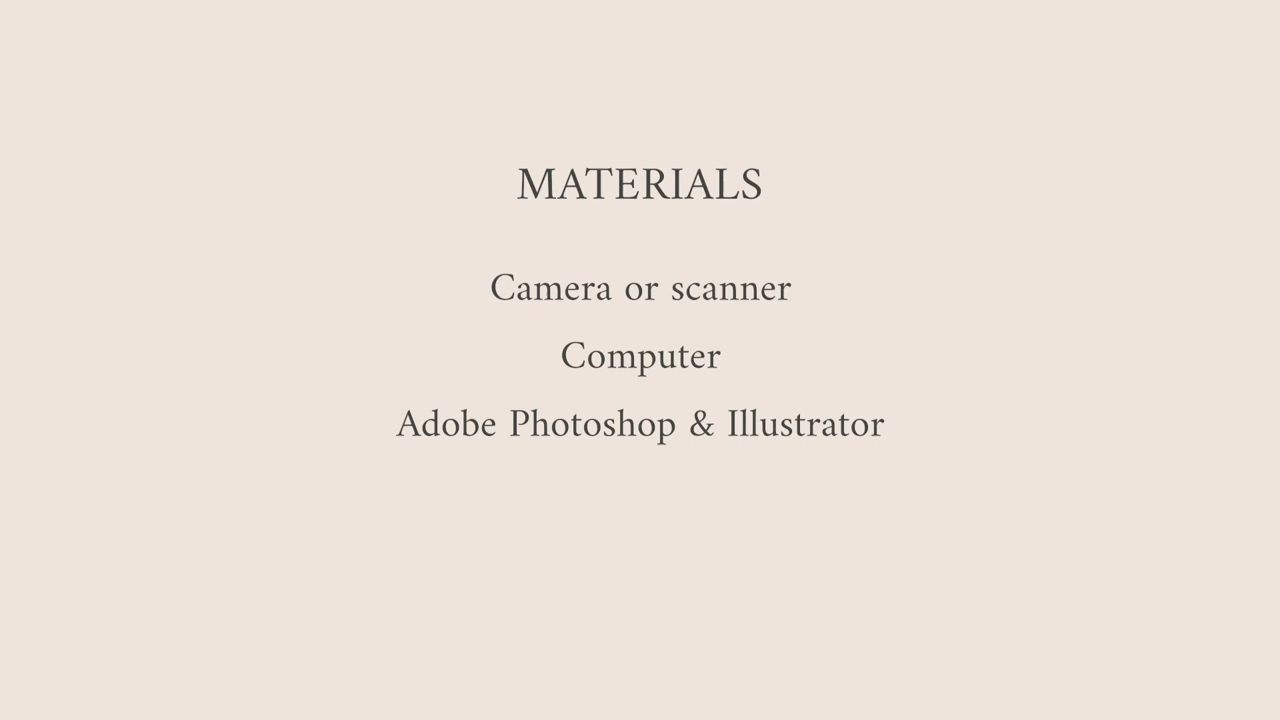 MATERIALS
Camera or scanner
Computer
Adobe Photoshop & Illustrator